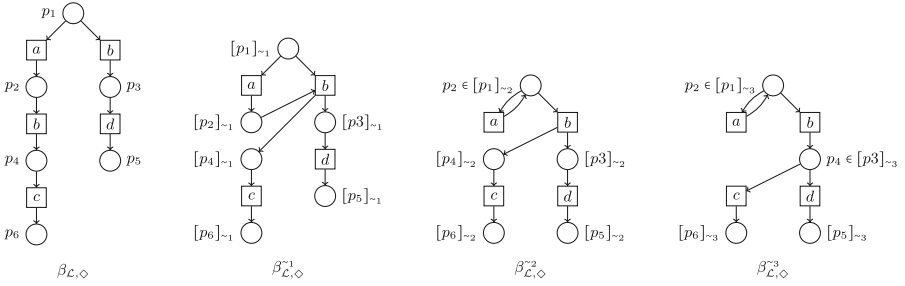 p₁
a b
p₂ p₃
b d
p₄ p₅
c
p₆
β_{𝓛,◇}
[p₁]_{~1}
a b
[p₂]_{~1} [p3]_{~1}
[p₄]_{~1} d
c [p₅]_{~1}
[p₆]_{~1}
β^{~1}_{𝓛,◇}
p₂ ∈ [p₁]_{~2}
a b
[p₄]_{~2} [p3]_{~2}
c d
[p₆]_{~2} [p₅]_{~2}
β^{~2}_{𝓛,◇}
p₂ ∈ [p₁]_{~3}
a b
p₄ ∈ [p3]_{~3}
c d
[p₆]_{~3} [p₅]_{~3}
β^{~3}_{𝓛,◇}